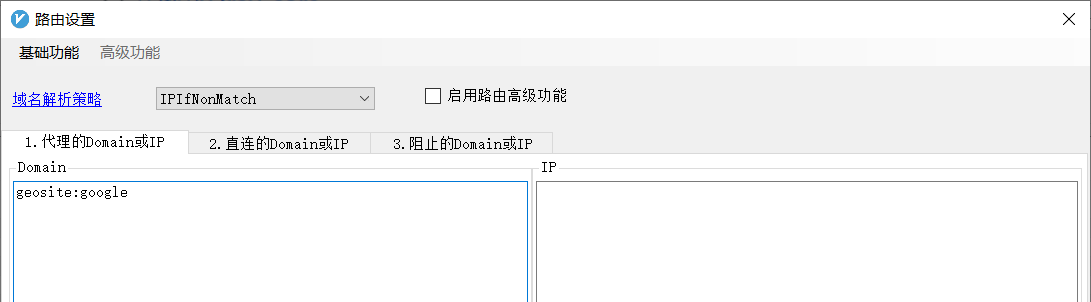 路由设置
基础功能 高级功能
域名解析策略 IPIfNonMatch 启用路由高级功能
1.代理的Domain或IP 2.直连的Domain或IP 3.阻止的Domain或IP
Domain IP
geosite:google